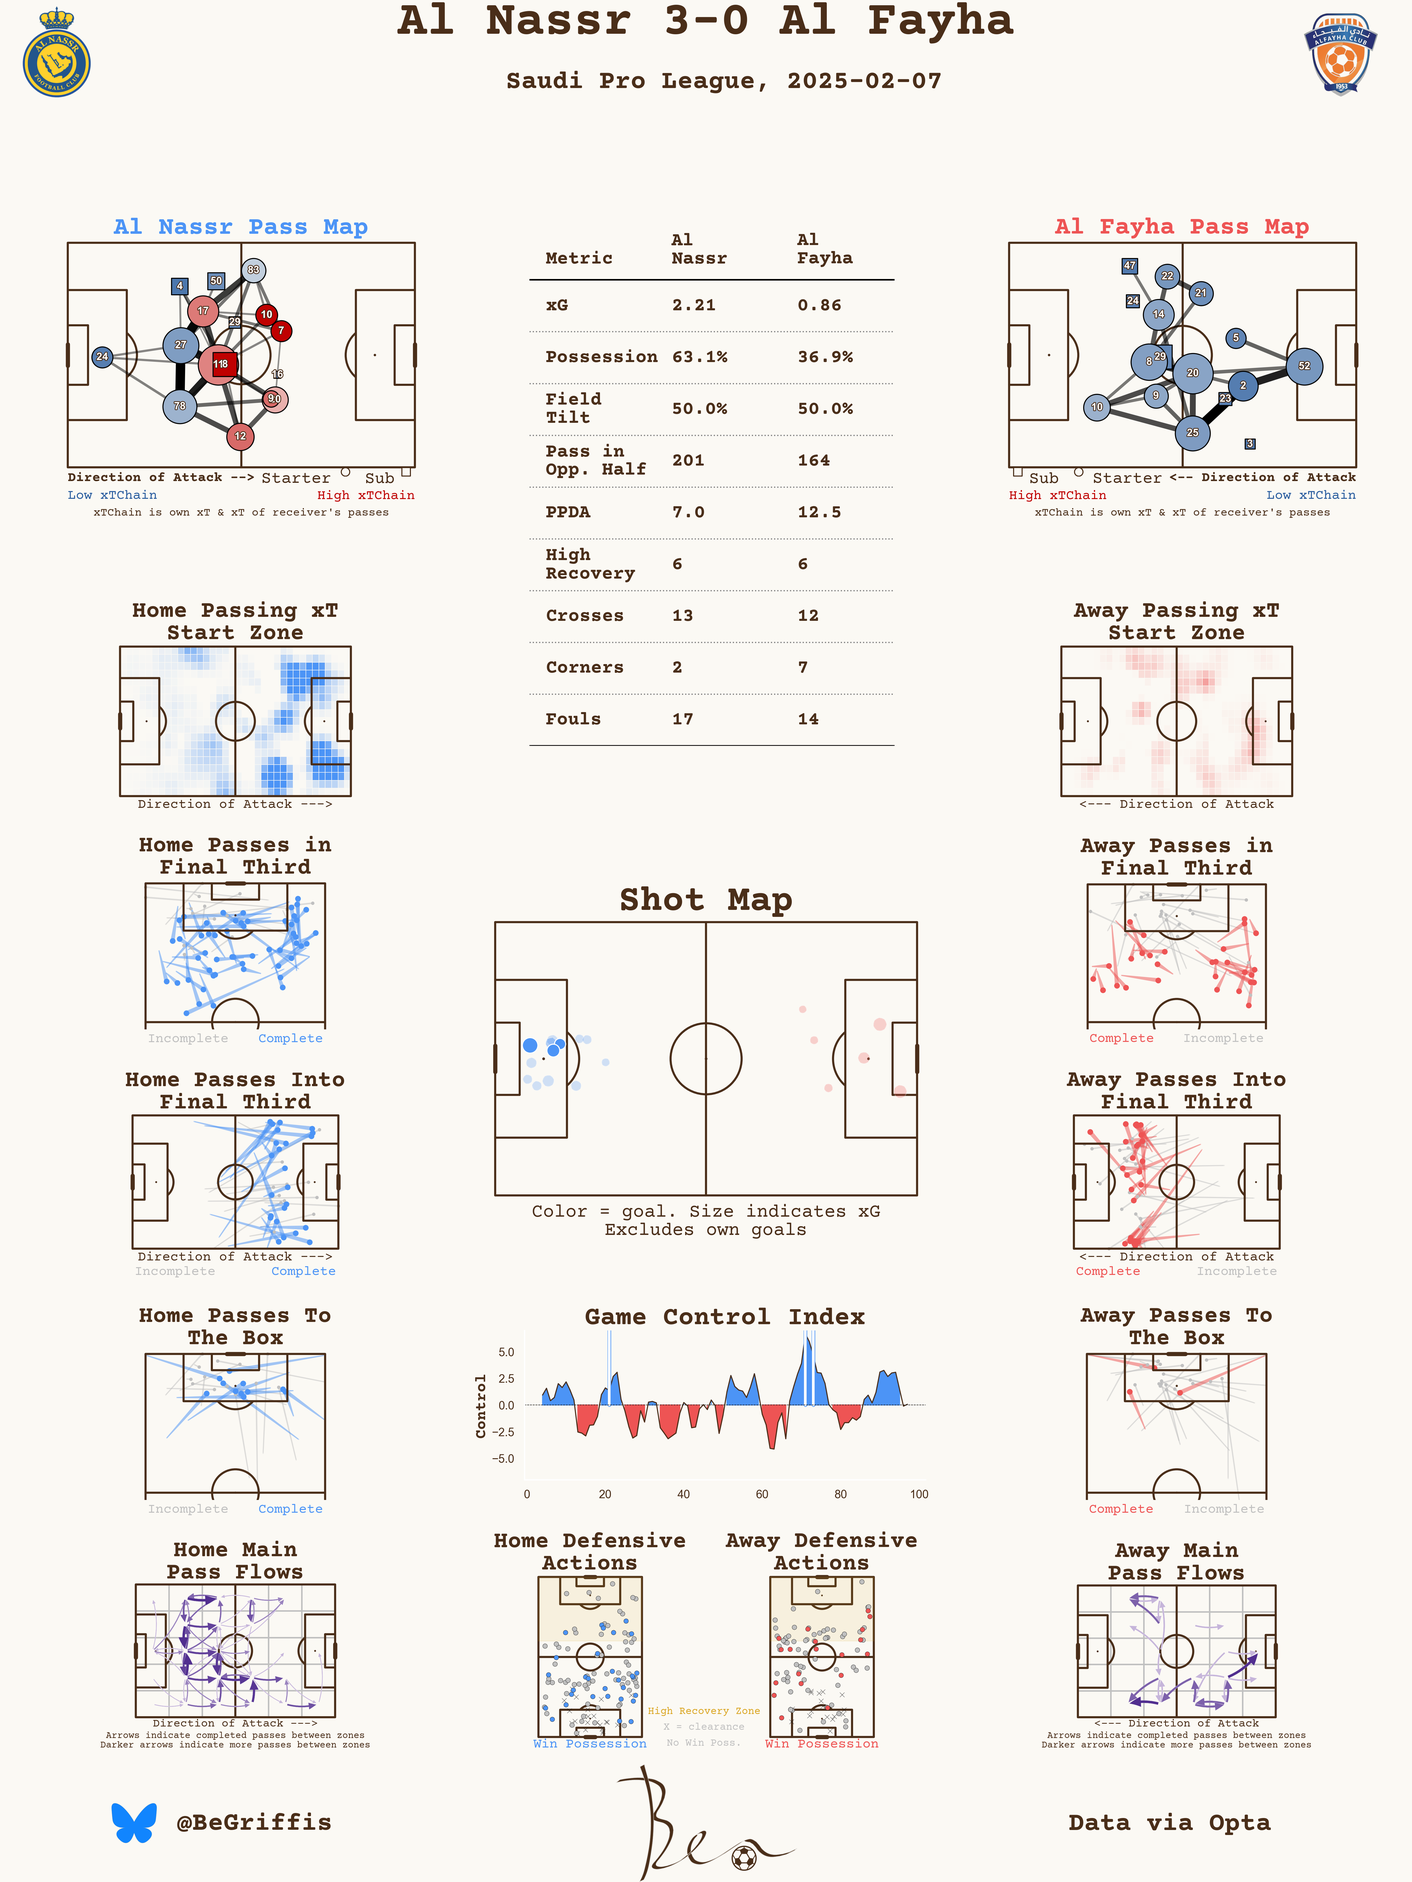 Al Nassr 3-0 Al Fayha
Saudi Pro League, 2025-02-07
AL NASSR
FOOTBALL CLUB
نادي الفيحاء
ALFAYHA CLUB
1953
Al Nassr Pass Map
83
4
50
17
10
29
7
27
24
11
8
16
78
9
0
12
Direction of Attack --> Starter Sub
Low xTChain High xTChain
xTChain is own xT & xT of receiver's passes
Metric Al Nassr Al Fayha
xG 2.21 0.86
Possession 63.1% 36.9%
Field Tilt 50.0% 50.0%
Pass in Opp. Half 201 164
PPDA 7.0 12.5
High Recovery 6 6
Crosses 13 12
Corners 2 7
Fouls 17 14
Al Fayha Pass Map
47
22
24
21
14
5
8
29
52
20
2
9
23
10
25
3
Sub Starter <-- Direction of Attack
High xTChain Low xTChain
xTChain is own xT & xT of receiver's passes
Home Passing xT
Start Zone
Direction of Attack --->
Away Passing xT
Start Zone
<--- Direction of Attack
Home Passes in
Final Third
Incomplete Complete
Shot Map
Color = goal. Size indicates xG
Excludes own goals
Away Passes in
Final Third
Complete Incomplete
Home Passes Into
Final Third
Direction of Attack --->
Incomplete Complete
Away Passes Into
Final Third
<--- Direction of Attack
Complete Incomplete
Home Passes To
The Box
Incomplete Complete
Game Control Index
Control
5.0
2.5
0.0
−2.5
−5.0
0 20 40 60 80 100
Away Passes To
The Box
Complete Incomplete
Home Main
Pass Flows
Direction of Attack --->
Arrows indicate completed passes between zones
Darker arrows indicate more passes between zones
Home Defensive
Actions
Win Possession
High Recovery Zone
X = clearance
No Win Poss.
Away Defensive
Actions
Win Possession
Away Main
Pass Flows
<--- Direction of Attack
Arrows indicate completed passes between zones
Darker arrows indicate more passes between zones
@BeGriffis
Ben
Data via Opta